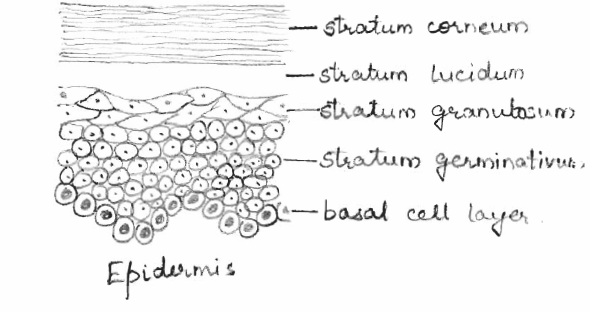 stratum corneum
stratum lucidum
stratum granulosum
stratum germinativum
basal cell layer
Epidermis